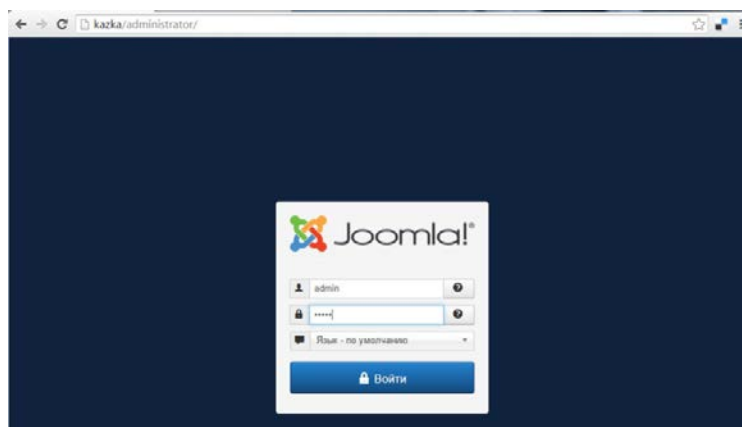 kazka/administrator/
Joomla!®
admin
•••••
Язык - по умолчанию
Войти